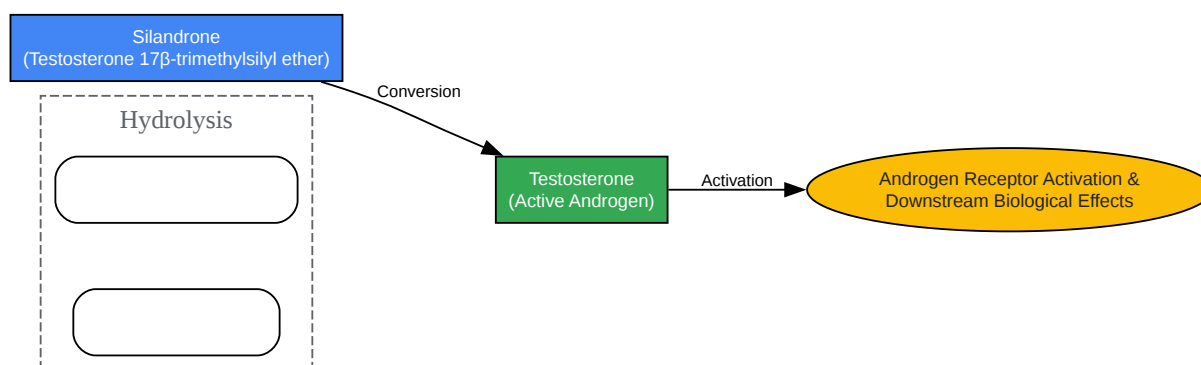 Silandrone
(Testosterone 17β-trimethylsilyl ether)
Conversion
Hydrolysis
Testosterone
(Active Androgen)
Activation
Androgen Receptor Activation &
Downstream Biological Effects